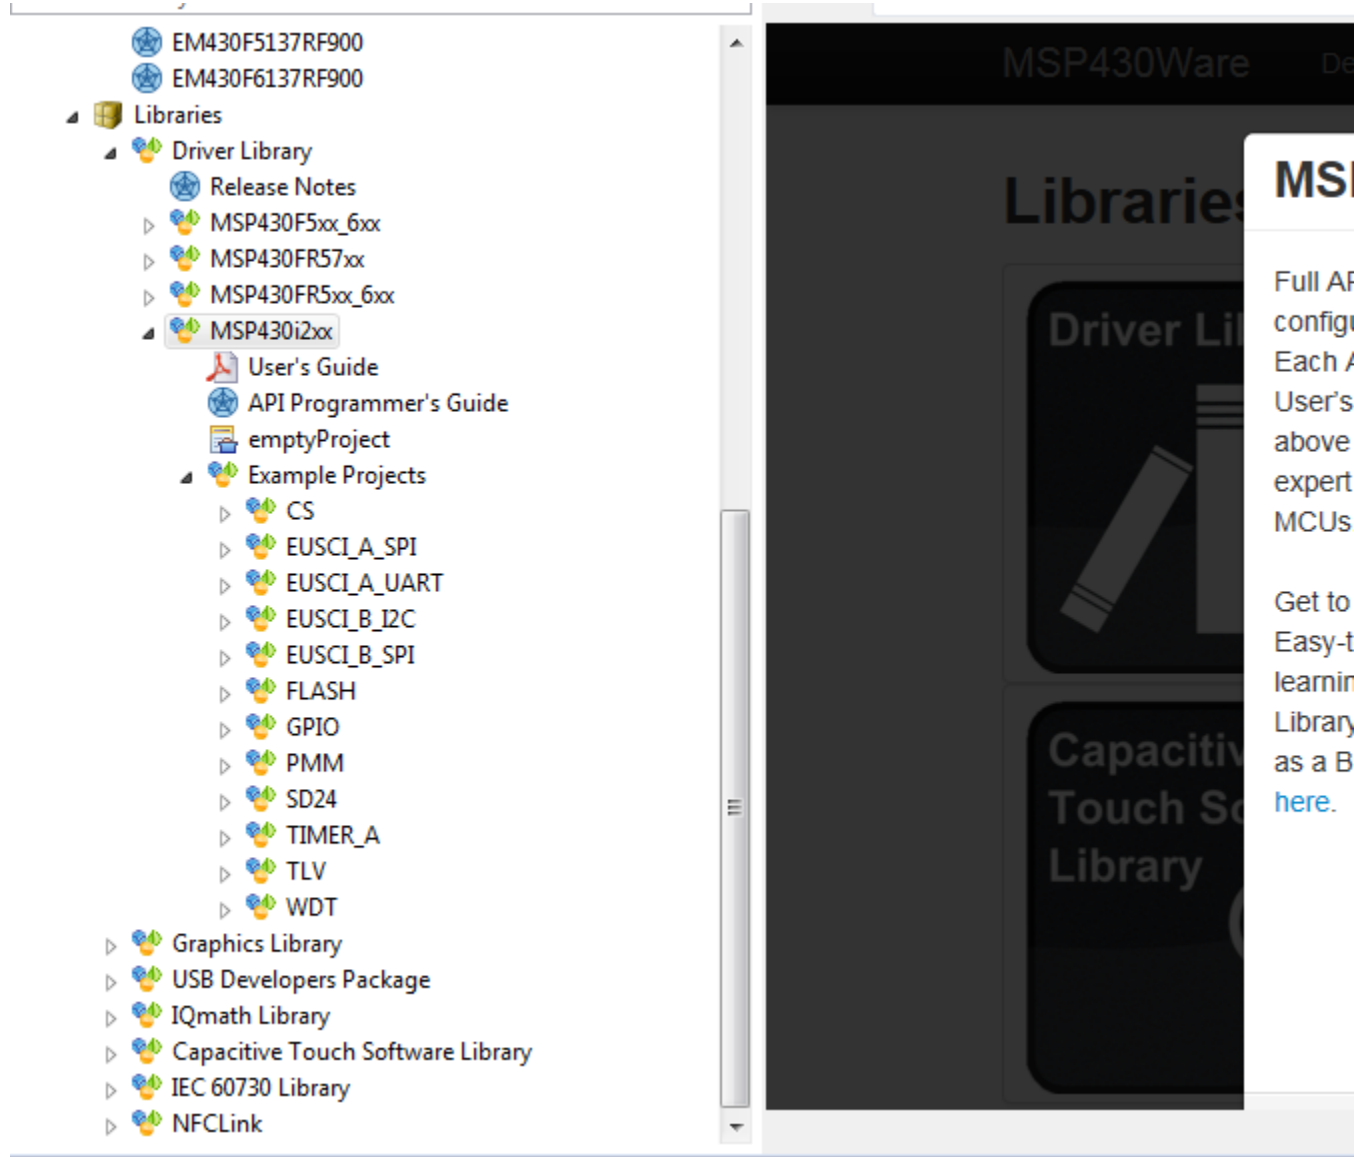 EM430F5137RF900
EM430F6137RF900
Libraries
Driver Library
Release Notes
MSP430F5xx_6xx
MSP430FR57xx
MSP430FR5xx_6xx
MSP430i2xx
User's Guide
API Programmer's Guide
emptyProject
Example Projects
CS
EUSCI_A_SPI
EUSCI_A_UART
EUSCI_B_I2C
EUSCI_B_SPI
FLASH
GPIO
PMM
SD24
TIMER_A
TLV
WDT
Graphics Library
USB Developers Package
IQmath Library
Capacitive Touch Software Library
IEC 60730 Library
NFCLink
MSP430Ware De
Libraries
Driver Li
Capacitiv
Touch So
Library
MS
Full AP
configu
Each A
User's
above
expert
MCUs
Get to
Easy-t
learnin
Library
as a B
here.